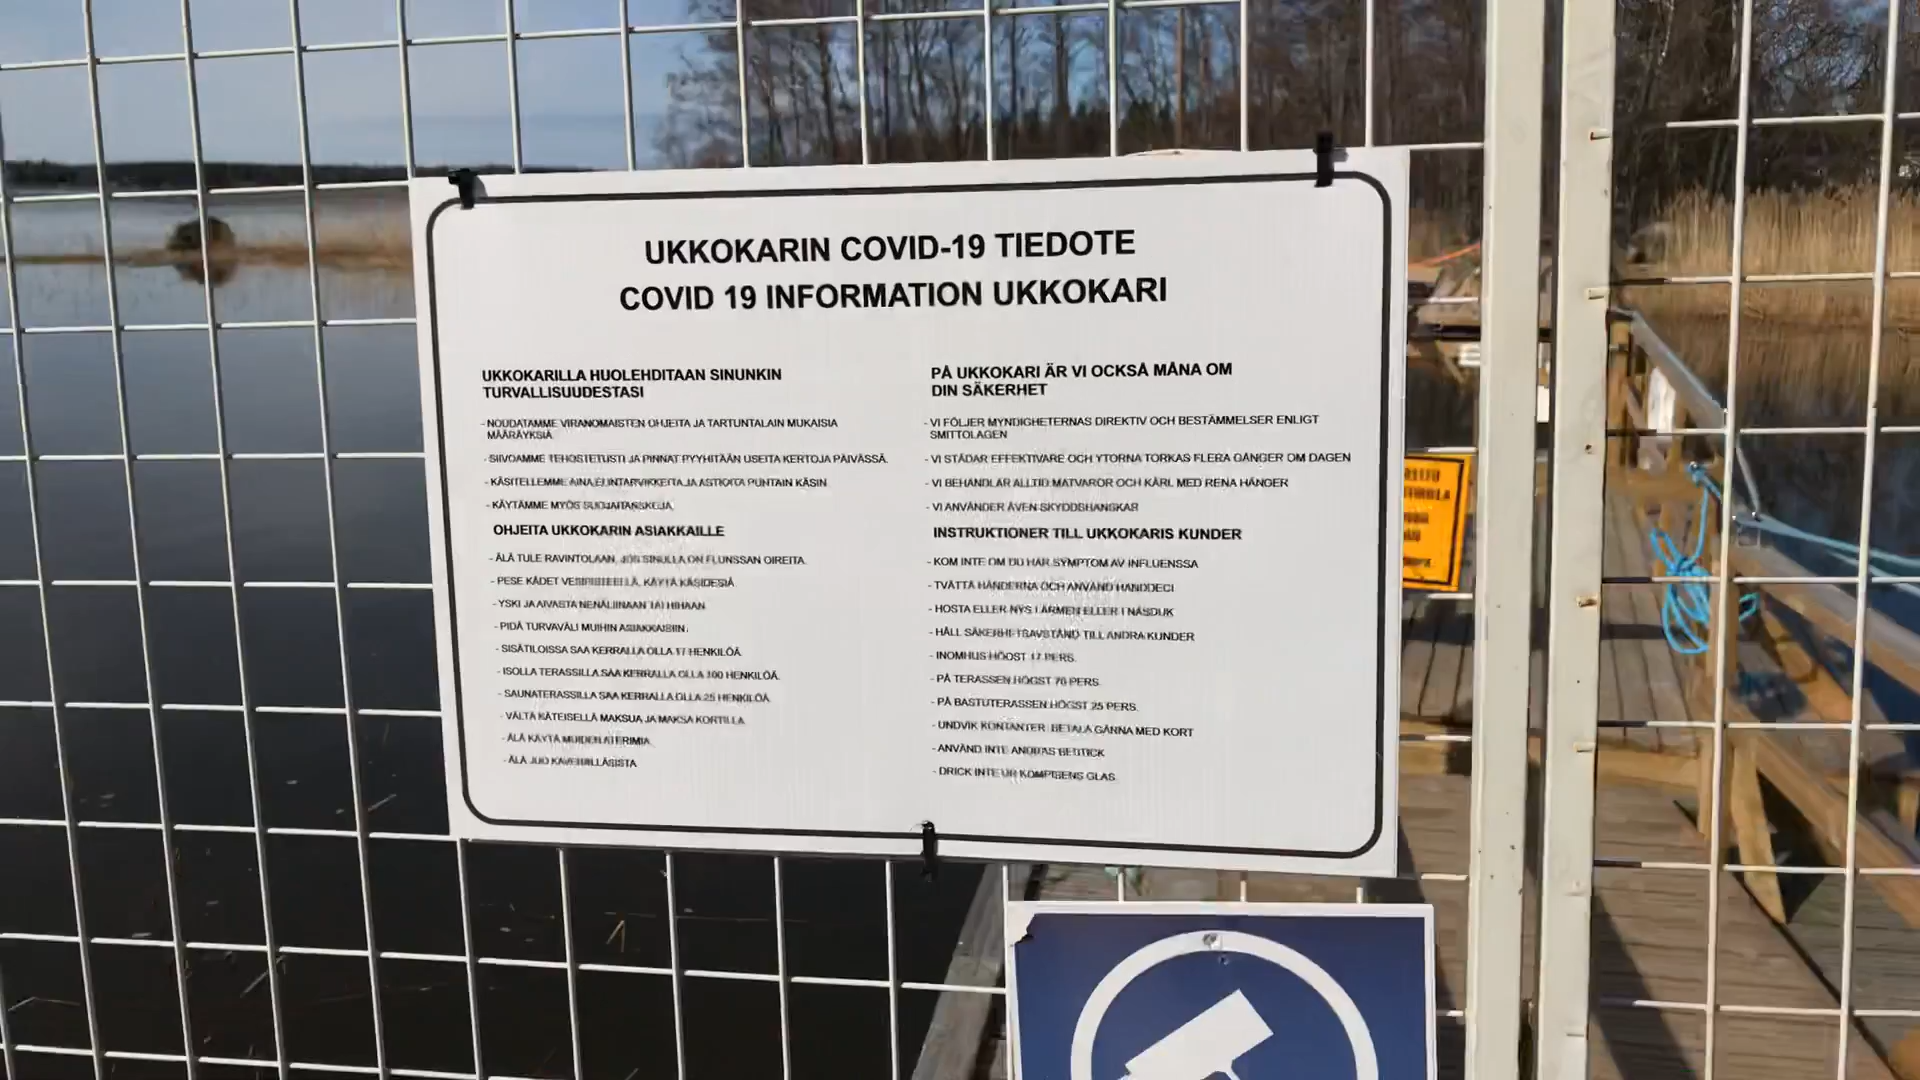 UKKOKARIN COVID-19 TIEDOTE
COVID 19 INFORMATION UKKOKARI
UKKOKARILLA HUOLEHDITAAN SINUNKIN
TURVALLISUUDESTASI
- NOUDATAMME VIRANOMAISTEN OHJEITA JA TARTUNTALAIN MUKAISIA
MÄÄRÄYKSIÄ
- SIIVOAMME TEHOSTETUSTI JA PINNAT PYYHITÄÄN USEITA KERTOJA PÄIVÄSSÄ.
- KÄSITELLEMME AINA ELINTARVIKKEITA JA ASTIOITA PUHTAIN KÄSIN
- KÄYTÄMME MYÖS SUOJAHANSKOJA
OHJEITA UKKOKARIN ASIAKKAILLE
- ÄLÄ TULE RAVINTOLAAN, JOS SINULLA ON FLUNSSAN OIREITA.
- PESE KÄDET KÄYTÄ KÄSIDESIÄ
- YSKI JA AIVASTA NENÄLIINAAN TAI HIHAAN
- PIDÄ TURVAVÄLI MUIHIN ASIAKKAISIIN.
- SISÄTILOISSA SAA KERRALLA OLLA 17 HENKILÖÄ.
- ISOLLA TERASSILLA SAA KERRALLA OLLA HENKILÖÄ.
- SAUNATERASSILLA SAA KERRALLA OLLA 25 HENKILÖÄ.
- VÄLTÄ KÄTEISELLÄ MAKSUA JA MAKSA KORTILLA.
- ÄLÄ KÄYTÄ MUIDEN ATERIMIA
- ÄLÄ JUO KAVERIN LASISTA
PÅ UKKOKARI ÄR VI OCKSÅ MÅNA OM
DIN SÄKERHET
- VI FÖLJER MYNDIGHETERNAS DIREKTIV OCH BESTÄMMELSER ENLIGT
SMITTOLAGEN
- VI STÄDAR EFFEKTIVARE OCH YTORNA TORKAS FLERA GÅNGER OM DAGEN
- VI BEHANDLAR ALLTID MATVAROR OCH KÄRL MED RENA HÄNGER
- VI ANVÄNDER ÄVEN SKYDDSHANSKAR
INSTRUKTIONER TILL UKKOKARIS KUNDER
- KOM INTE OM DU HAR SYMPTOM AV INFLUENSSA
- TVÄTTA HÄNDERNA OCH ANVÄND HANDDECI
- HOSTA ELLER NYS I ÄRMEN ELLER I NÄSDUK
- HÅLL SÄKERHETSAVSTÅND TILL ANDRA KUNDER
- INOMHUS HÖGST 17 PERS.
- PÅ TERASSEN HÖGST 70 PERS.
- PÅ BASTUTERASSEN HÖGST 25 PERS.
- UNDVIK KONTANTER BETALA GÄRNA MED KORT
- ANVÄND INTE ANDRAS BESTICK
- DRICK INTE UR KOMPISENS GLAS.